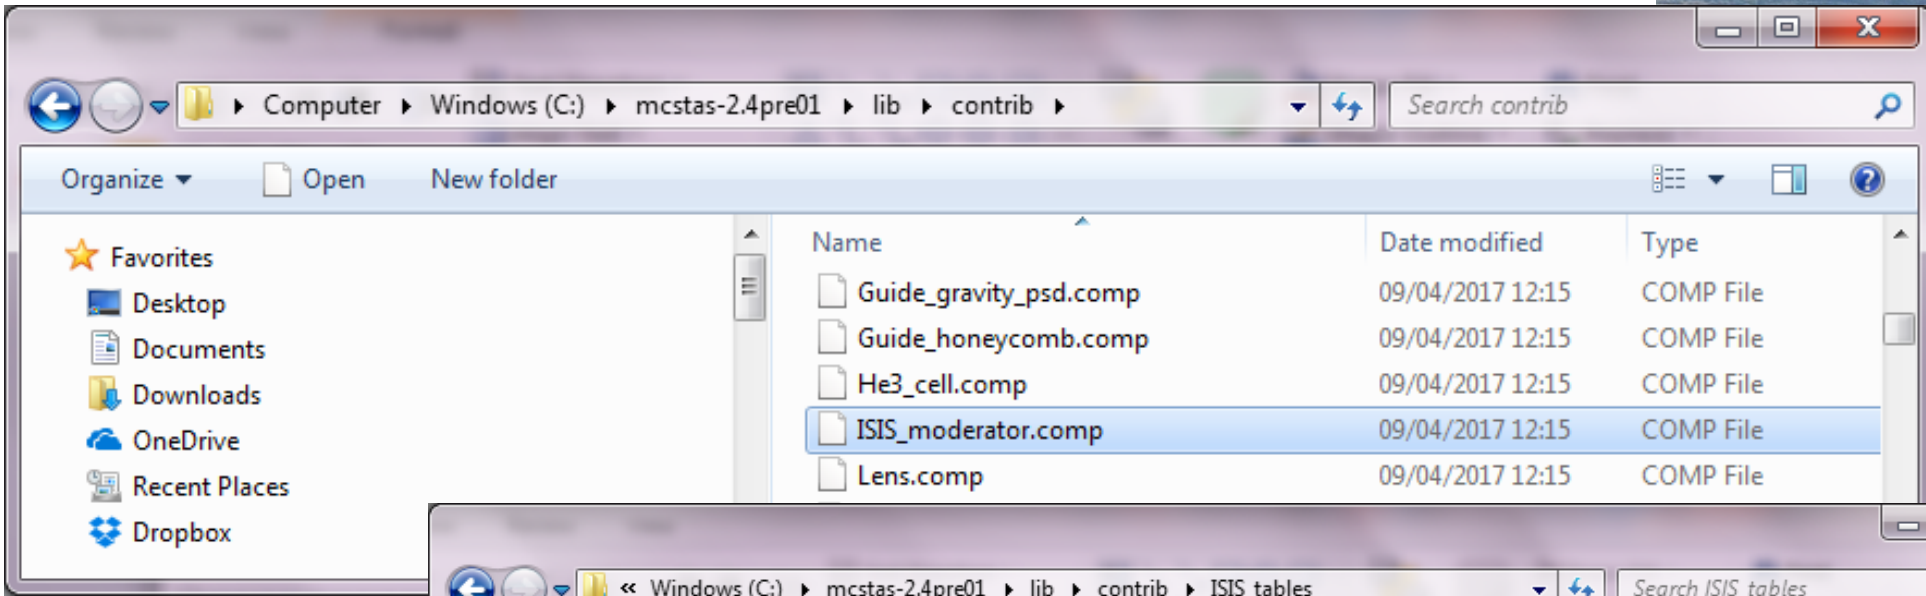 Computer Windows (C:) mcstas-2.4pre01 lib contrib Search contrib
Organize Open New folder
Name Date modified Type
Favorites
Desktop
Documents
Downloads
OneDrive
Recent Places
Dropbox
Guide_gravity_psd.comp 09/04/2017 12:15 COMP File
Guide_honeycomb.comp 09/04/2017 12:15 COMP File
He3_cell.comp 09/04/2017 12:15 COMP File
ISIS_moderator.comp 09/04/2017 12:15 COMP File
Lens.comp 09/04/2017 12:15 COMP File
« Windows (C:) mcstas-2.4pre01 lib contrib ISIS_tables Search ISIS_tables